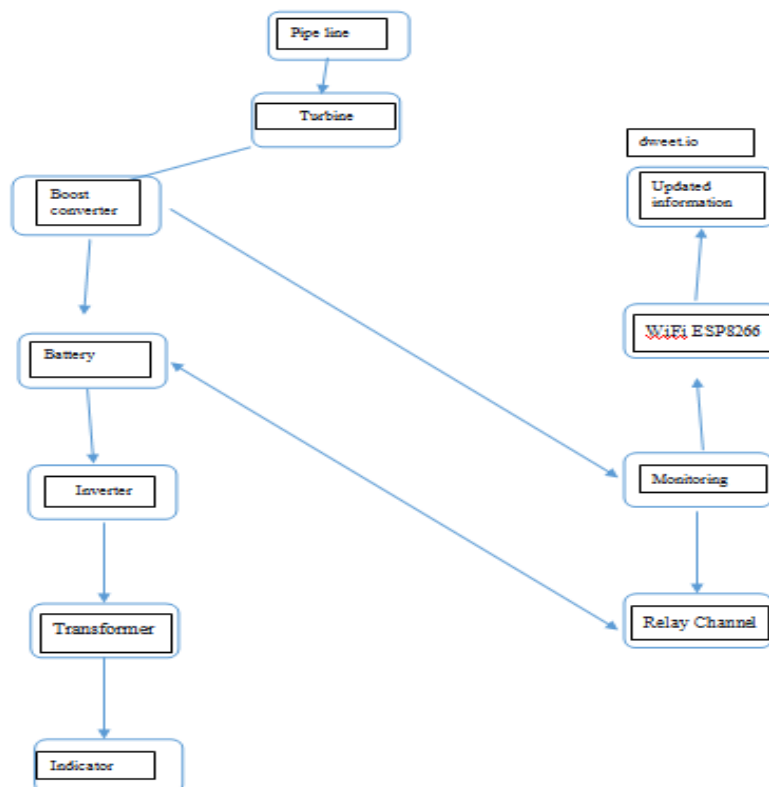 Pipe line
Turbine
dweet.io
Boost
converter
Updated
information
WiFi ESP8266
Battery
Inverter
Monitoring
Transformer
Relay Channel
Indicator